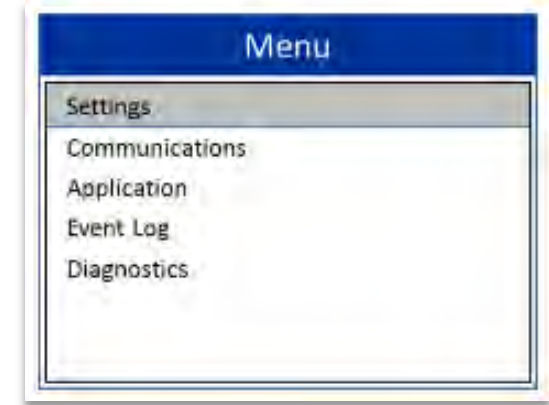 Menu
Settings
Communications
Application
Event Log
Diagnostics